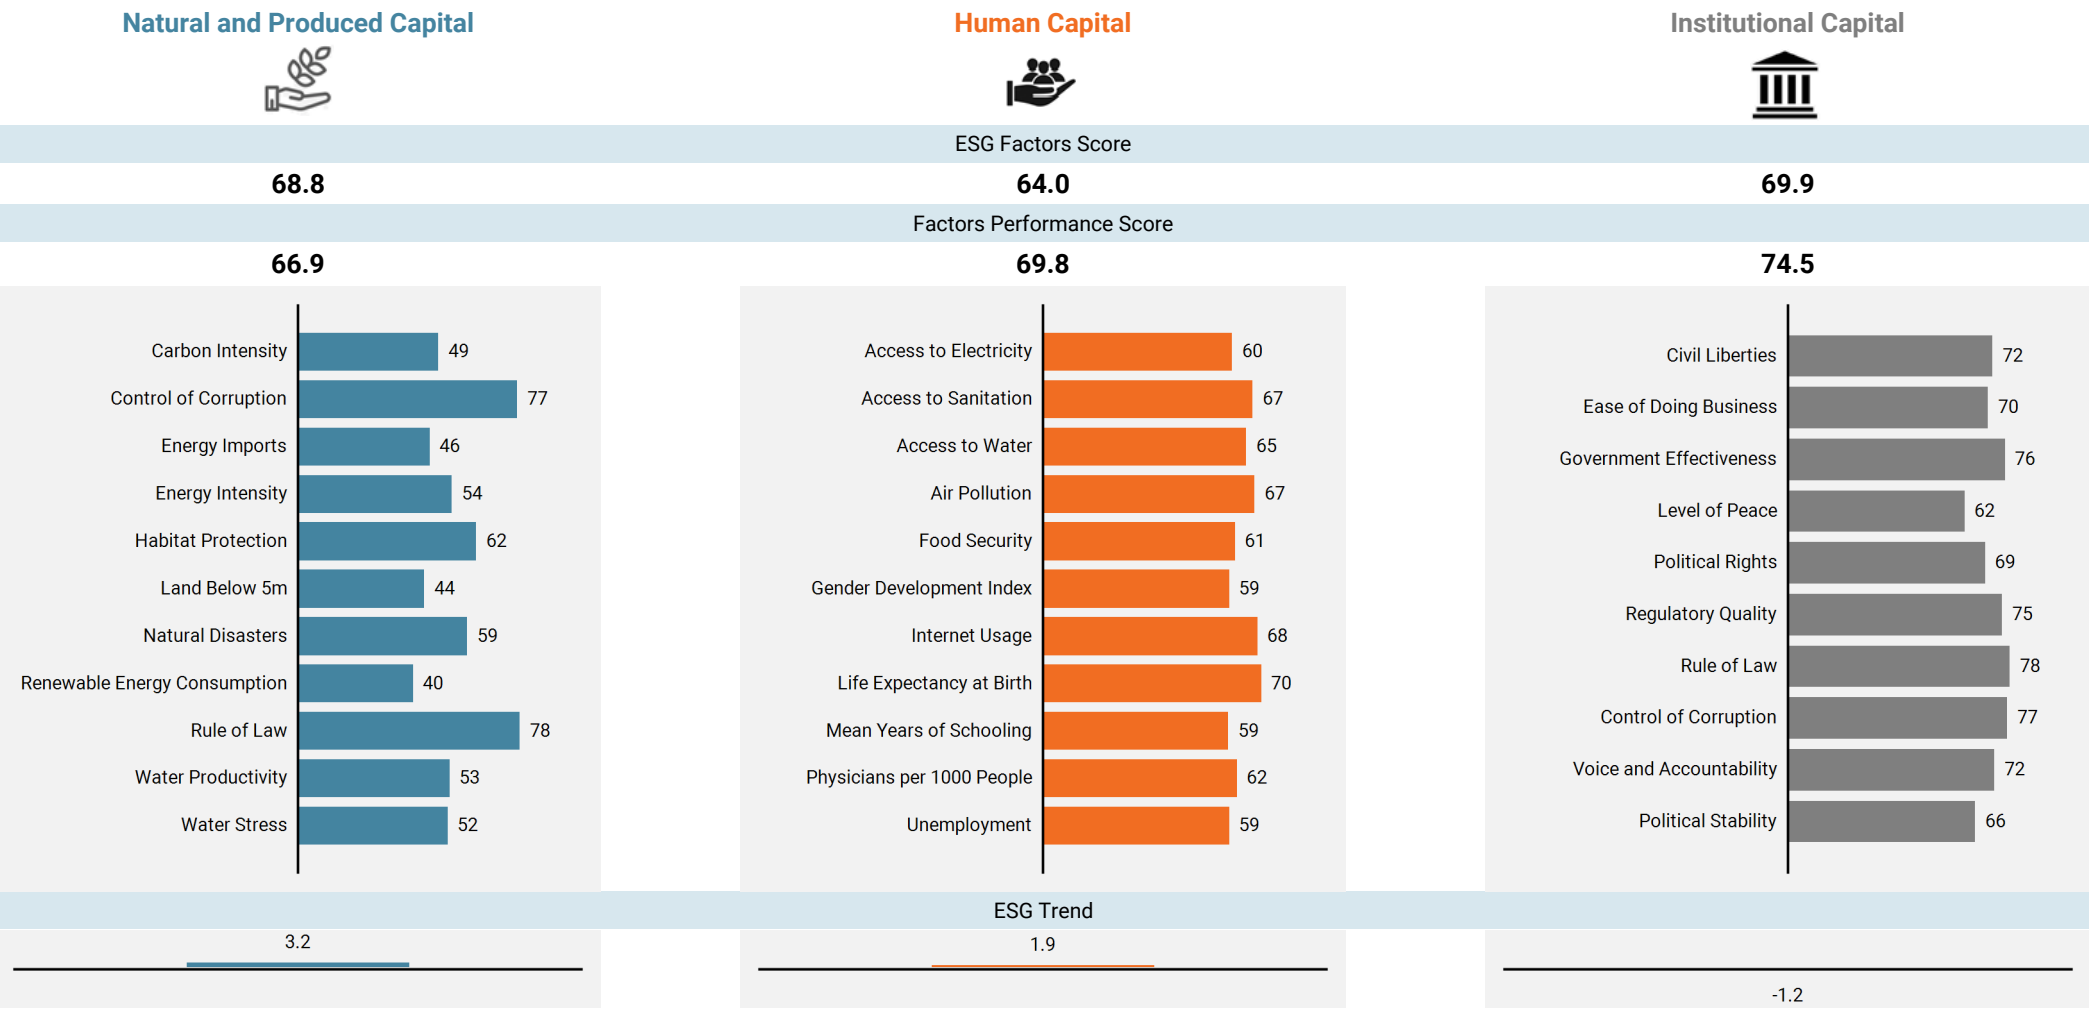 Natural and Produced Capital
Human Capital
Institutional Capital
ESG Factors Score
68.8
64.0
69.9
Factors Performance Score
66.9
69.8
74.5
Carbon Intensity 49
Control of Corruption 77
Energy Imports 46
Energy Intensity 54
Habitat Protection 62
Land Below 5m 44
Natural Disasters 59
Renewable Energy Consumption 40
Rule of Law 78
Water Productivity 53
Water Stress 52
Access to Electricity 60
Access to Sanitation 67
Access to Water 65
Air Pollution 67
Food Security 61
Gender Development Index 59
Internet Usage 68
Life Expectancy at Birth 70
Mean Years of Schooling 59
Physicians per 1000 People 62
Unemployment 59
Civil Liberties 72
Ease of Doing Business 70
Government Effectiveness 76
Level of Peace 62
Political Rights 69
Regulatory Quality 75
Rule of Law 78
Control of Corruption 77
Voice and Accountability 72
Political Stability 66
ESG Trend
3.2
1.9
-1.2